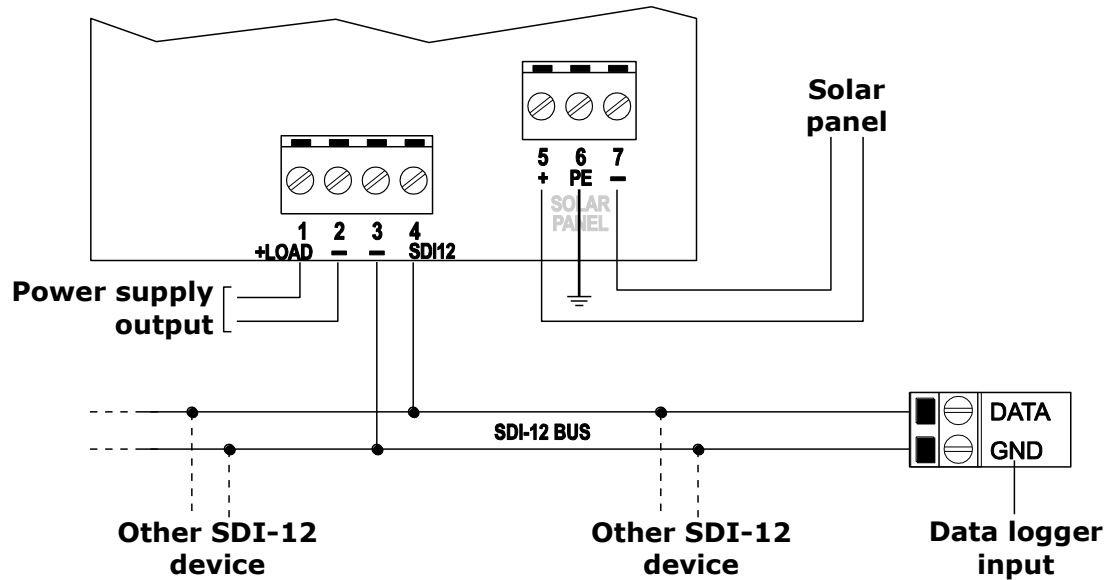 Solar
panel
5 6 7
+ PE –
SOLAR
PANEL
1 2 3 4
+LOAD – – SDI12
Power supply
output
SDI-12 BUS
DATA
GND
Other SDI-12
device
Other SDI-12
device
Data logger
input